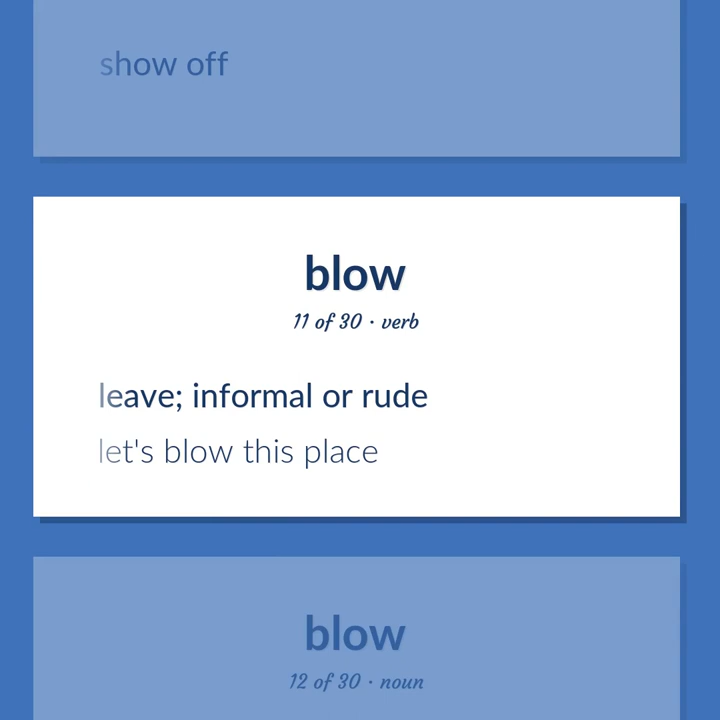 show off
blow
11 of 30 · verb
leave; informal or rude
let's blow this place
blow
12 of 30 · noun